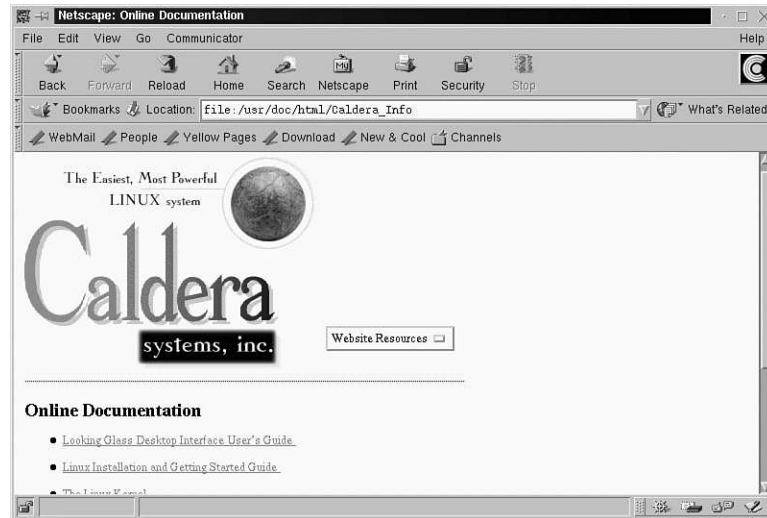 Netscape: Online Documentation
File Edit View Go Communicator Help
Back Forward Reload Home Search Netscape Print Security Stop
Bookmarks Location: file:/usr/doc/html/Caldera_Info What's Related
WebMail People Yellow Pages Download New & Cool Channels
The Easiest, Most Powerful
LINUX system
Caldera
systems, inc.
Website Resources
Online Documentation
Looking Glass Desktop Interface User's Guide
Linux Installation and Getting Started Guide
The Linux Kernel